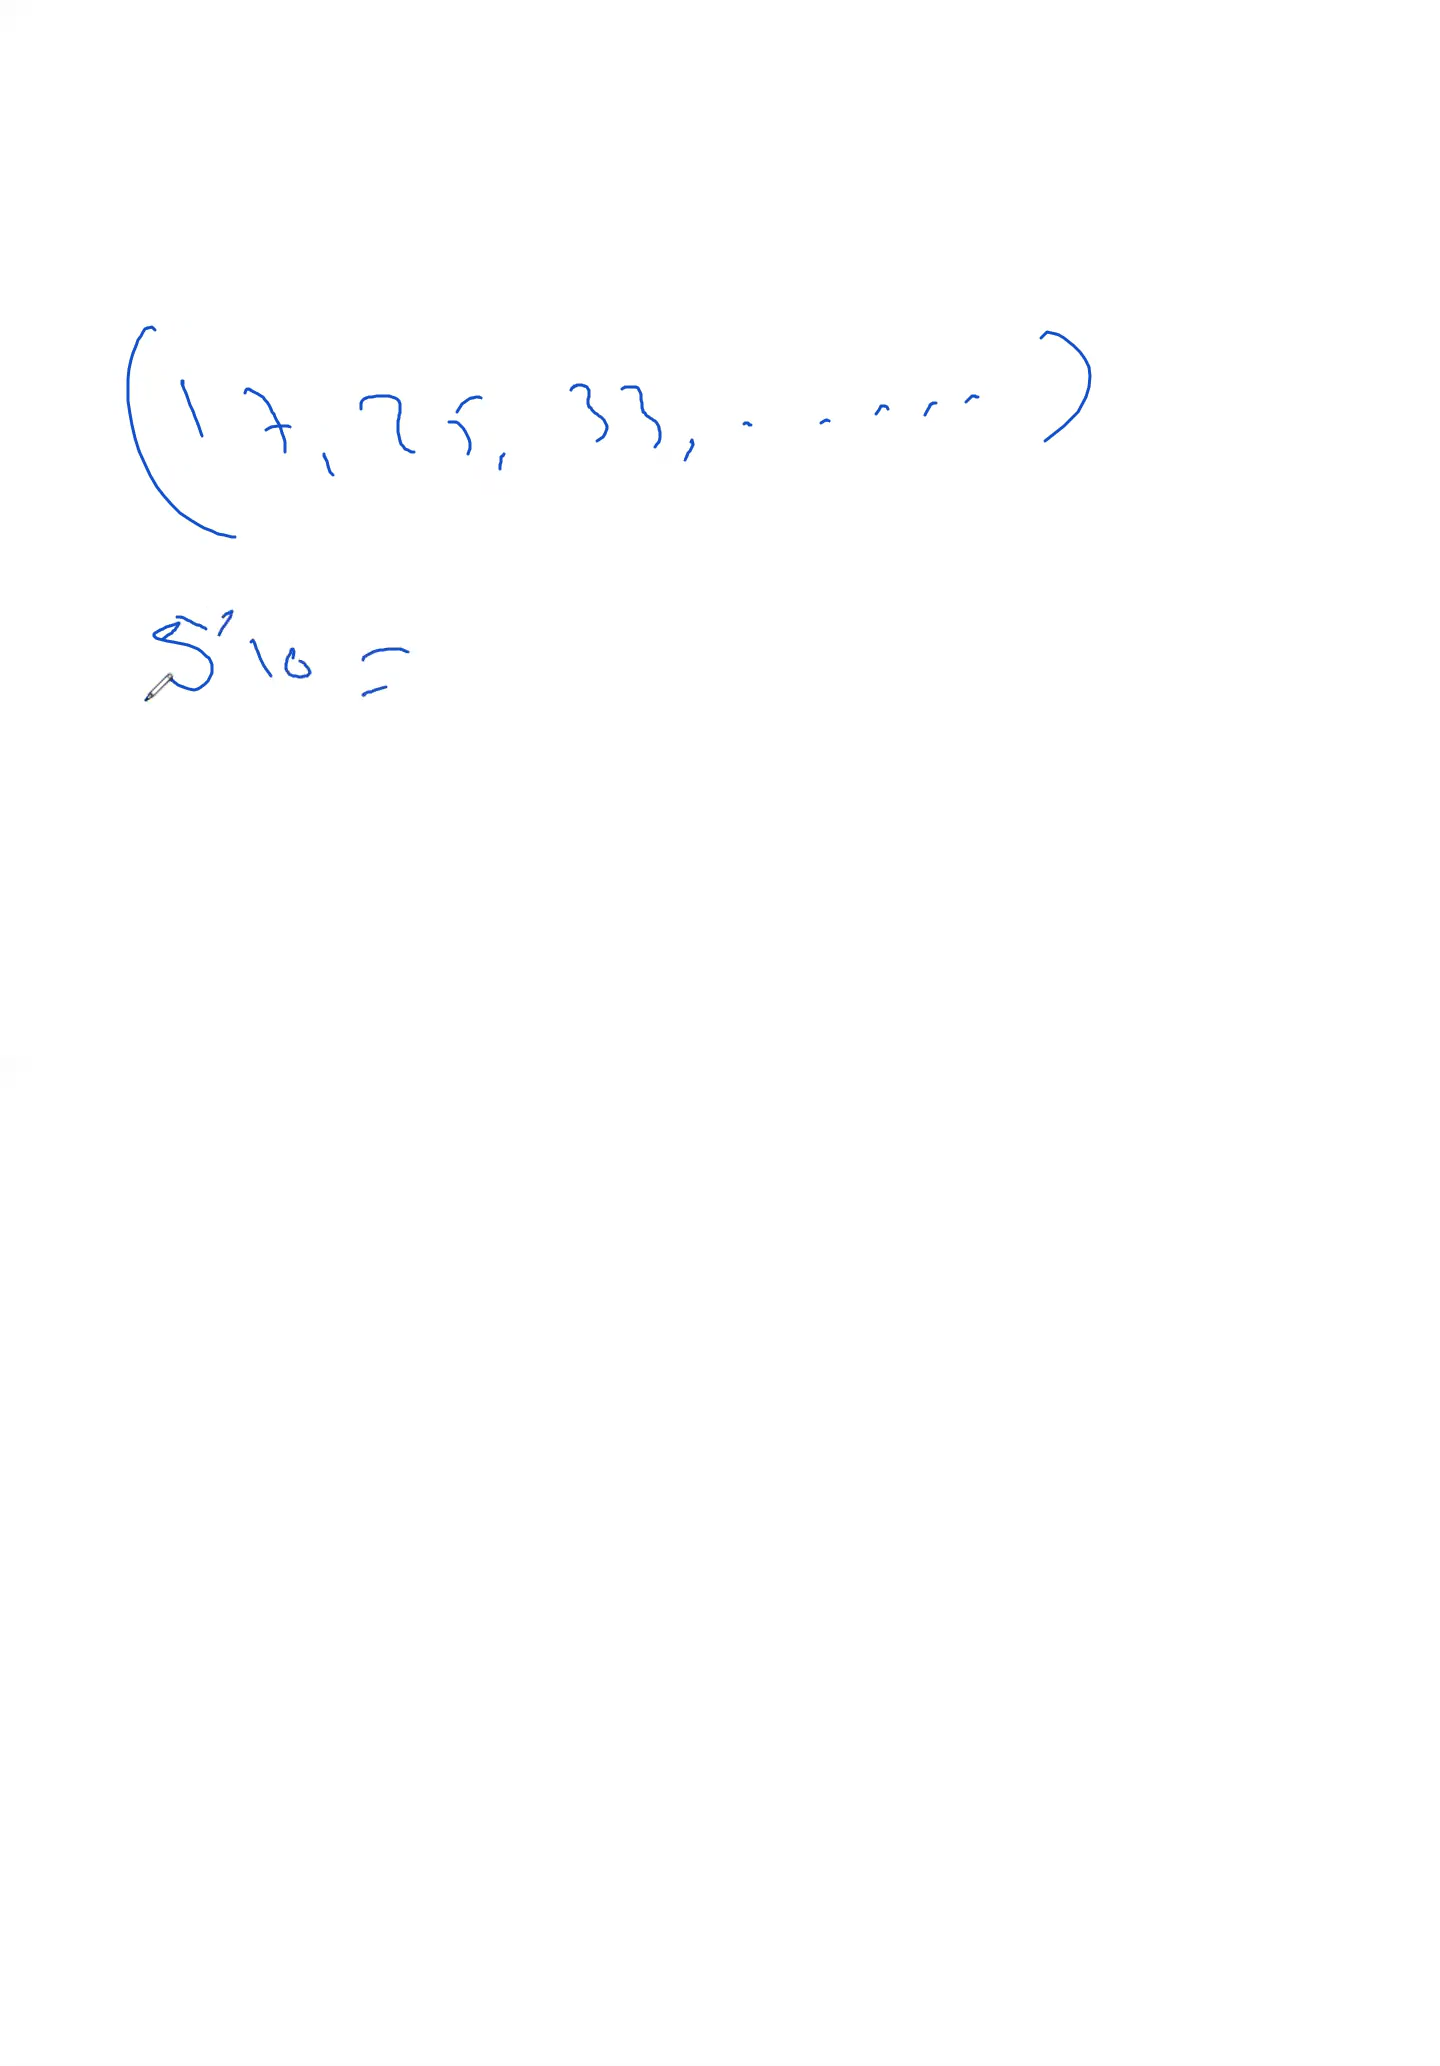 (17, 25, 33, . . . . .)
S'10 =